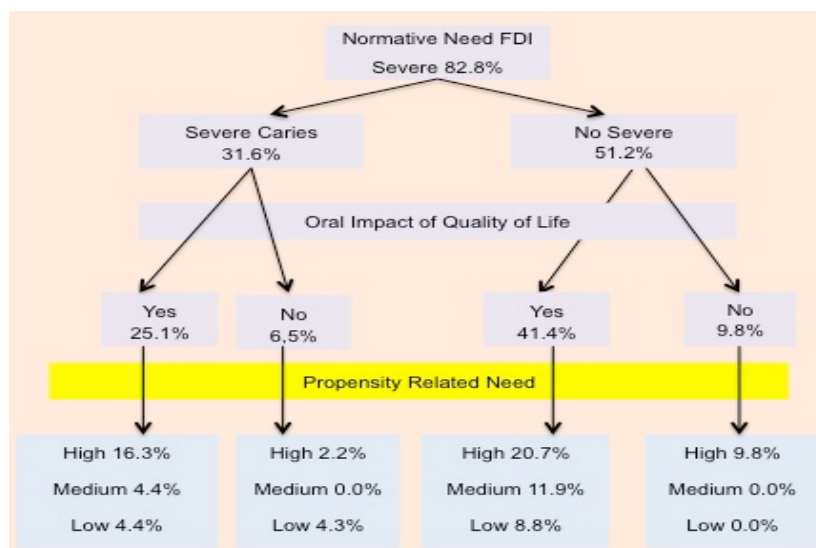 Normative Need FDI
Severe 82.8%
Severe Caries
31.6%
No Severe
51.2%
Oral Impact of Quality of Life
Yes
25.1%
No
6,5%
Yes
41.4%
No
9.8%
Propensity Related Need
High 16.3%
Medium 4.4%
Low 4.4%
High 2.2%
Medium 0.0%
Low 4.3%
High 20.7%
Medium 11.9%
Low 8.8%
High 9.8%
Medium 0.0%
Low 0.0%